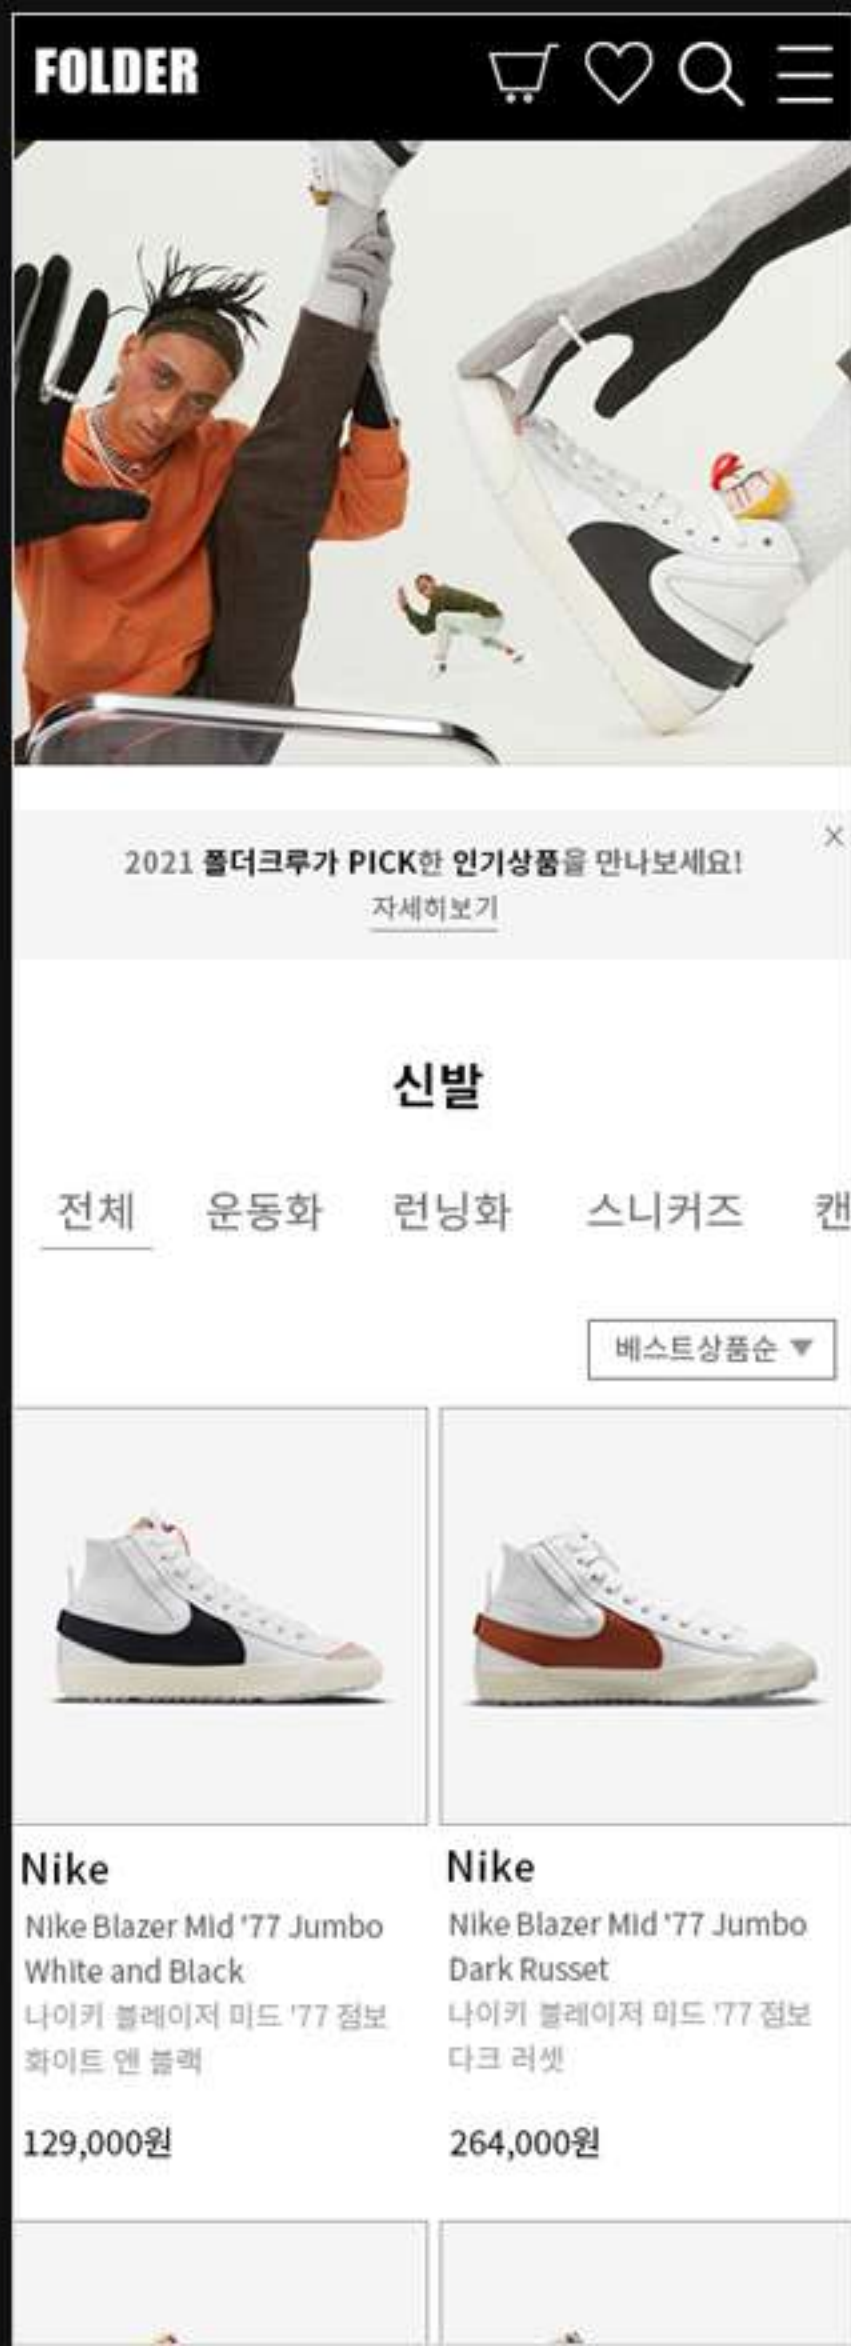 FOLDER
2021 폴더크루가 PICK한 인기상품을 만나보세요!
자세히보기
신발
전체 운동화 런닝화 스니커즈 캔
베스트상품순 ▼
Nike
Nike Blazer Mid '77 Jumbo
White and Black
나이키 블레이저 미드 '77 점보
화이트 앤 블랙
129,000원
Nike
Nike Blazer Mid '77 Jumbo
Dark Russet
나이키 블레이저 미드 '77 점보
다크 러셋
264,000원